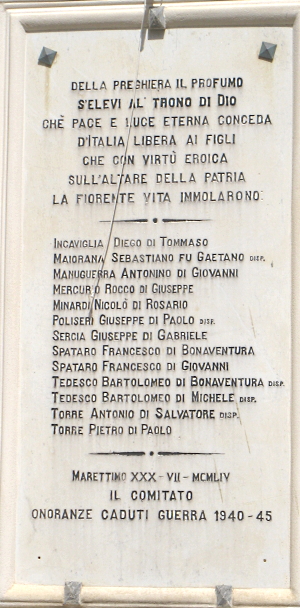 DELLA PREGHIERA IL PROFUMO
S'ELEVI AL' TRONO DI DIO
CHÈ PACE E LUCE ETERNA CONCEDA
D'ITALIA LIBERA AI FIGLI
CHE CON VIRTÙ EROICA
SULL'ALTARE DELLA PATRIA
LA FIORENTE VITA IMMOLARONO
INCAVIGLIA DIEGO DI TOMMASO
MAIORANA SEBASTIANO FU GAETANO DISP.
MANUGUERRA ANTONINO DI GIOVANNI
MERCURIO ROCCO DI GIUSEPPE
MINARDI NICOLÒ DI ROSARIO
POLISERI GIUSEPPE DI PAOLO DISP.
SERCIA GIUSEPPE DI GABRIELE
SPATARO FRANCESCO DI BONAVENTURA
SPATARO FRANCESCO DI GIOVANNI
TEDESCO BARTOLOMEO DI BONAVENTURA DISP.
TEDESCO BARTOLOMEO DI MICHELE DISP.
TORRE ANTONIO DI SALVATORE DISP.
TORRE PIETRO DI PAOLO
MARETTIMO XXX-VII-MCMLIV
IL COMITATO
ONORANZE CADUTI GUERRA 1940-45